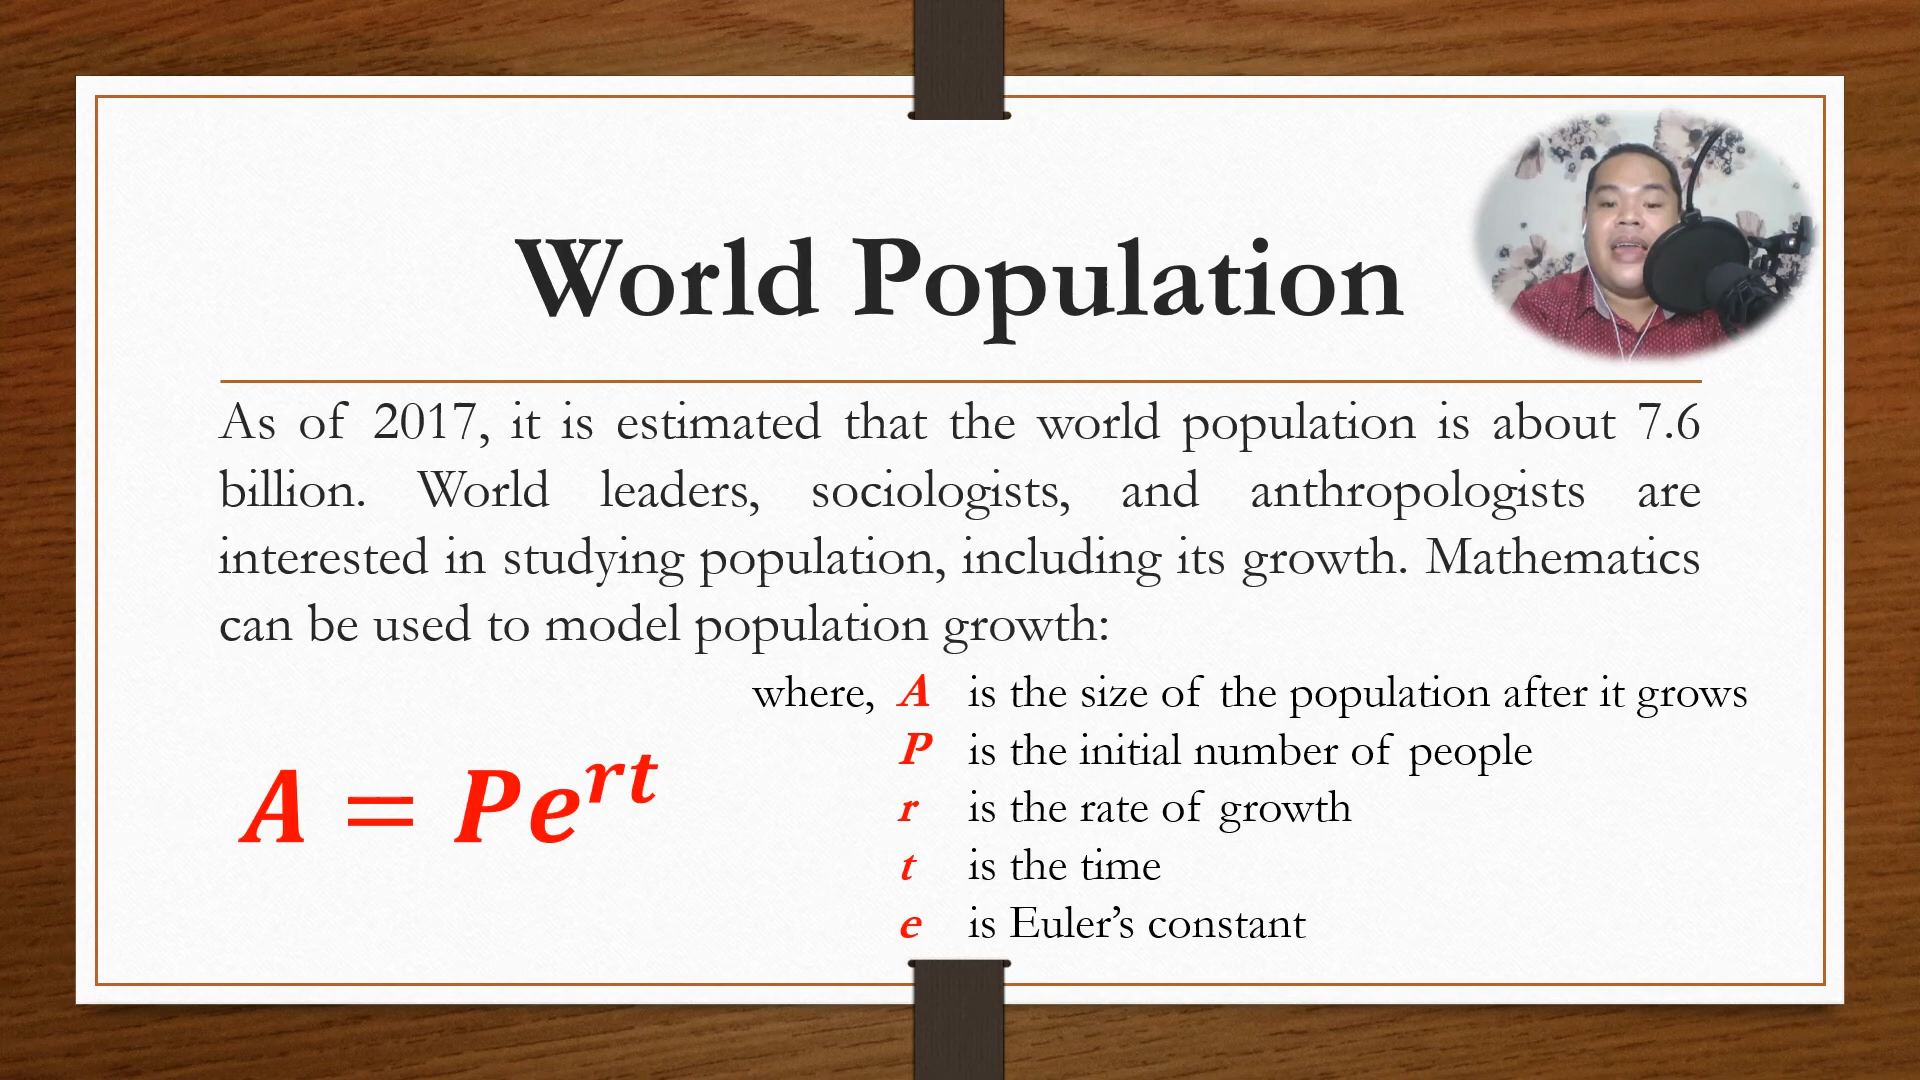 World Population
As of 2017, it is estimated that the world population is about 7.6
billion. World leaders, sociologists, and anthropologists are
interested in studying population, including its growth. Mathematics
can be used to model population growth:
where, A is the size of the population after it grows
P is the initial number of people
A = Pe^{rt}
r is the rate of growth
t is the time
e is Euler’s constant